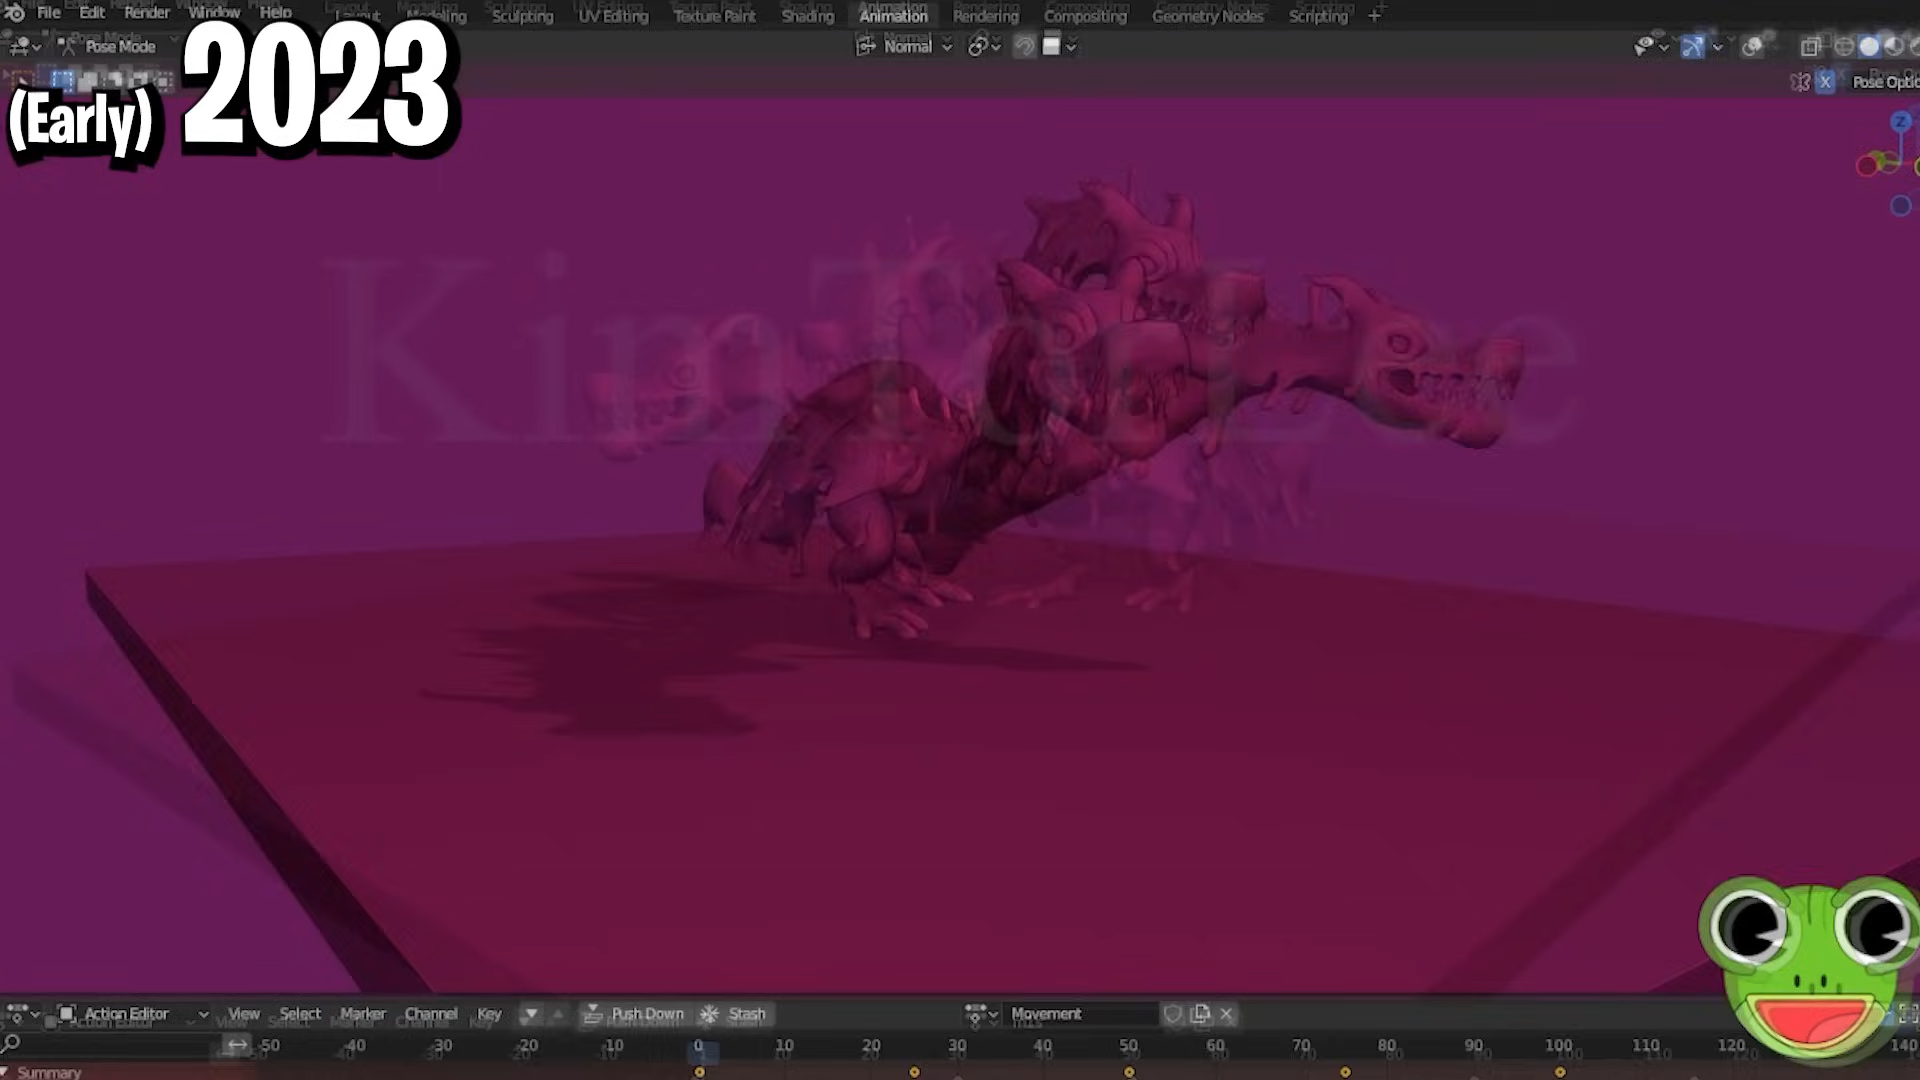 File Edit Render Window Help Layout Modeling Sculpting UV Editing Texture Paint Shading Animation Rendering Compositing Geometry Nodes Scripting +
Pose Mode Normal
X Pose Optio
(Early) 2023
Z
Action Editor View Select Marker Channel Key Push Down Stash Movement
-50 -40 -30 -20 -10 0 10 20 30 40 50 60 70 80 90 100 110 120 140
Summary